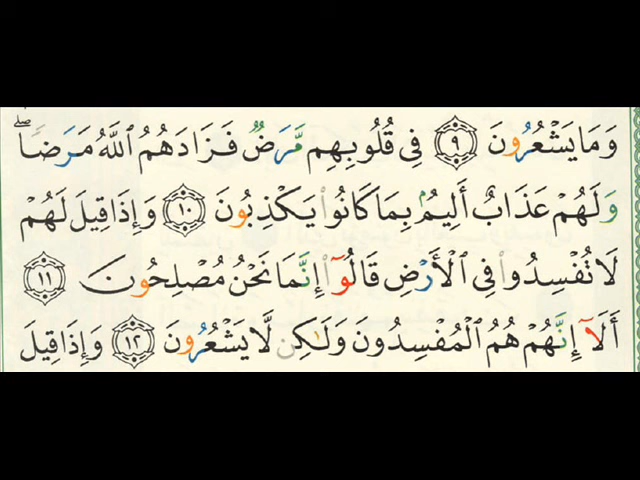 وَمَا يَشْعُرُونَ ٩ فِي قُلُوبِهِم مَّرَضٌ فَزَادَهُمُ ٱللَّهُ مَرَضًاۖ
وَلَهُمْ عَذَابٌ أَلِيمُۢ بِمَا كَانُوا۟ يَكْذِبُونَ ١٠ وَإِذَا قِيلَ لَهُمْ
لَا تُفْسِدُوا۟ فِي ٱلْأَرْضِ قَالُوٓا۟ إِنَّمَا نَحْنُ مُصْلِحُونَ ١١
أَلَآ إِنَّهُمْ هُمُ ٱلْمُفْسِدُونَ وَلَٰكِن لَّا يَشْعُرُونَ ١٢ وَإِذَا قِيلَ